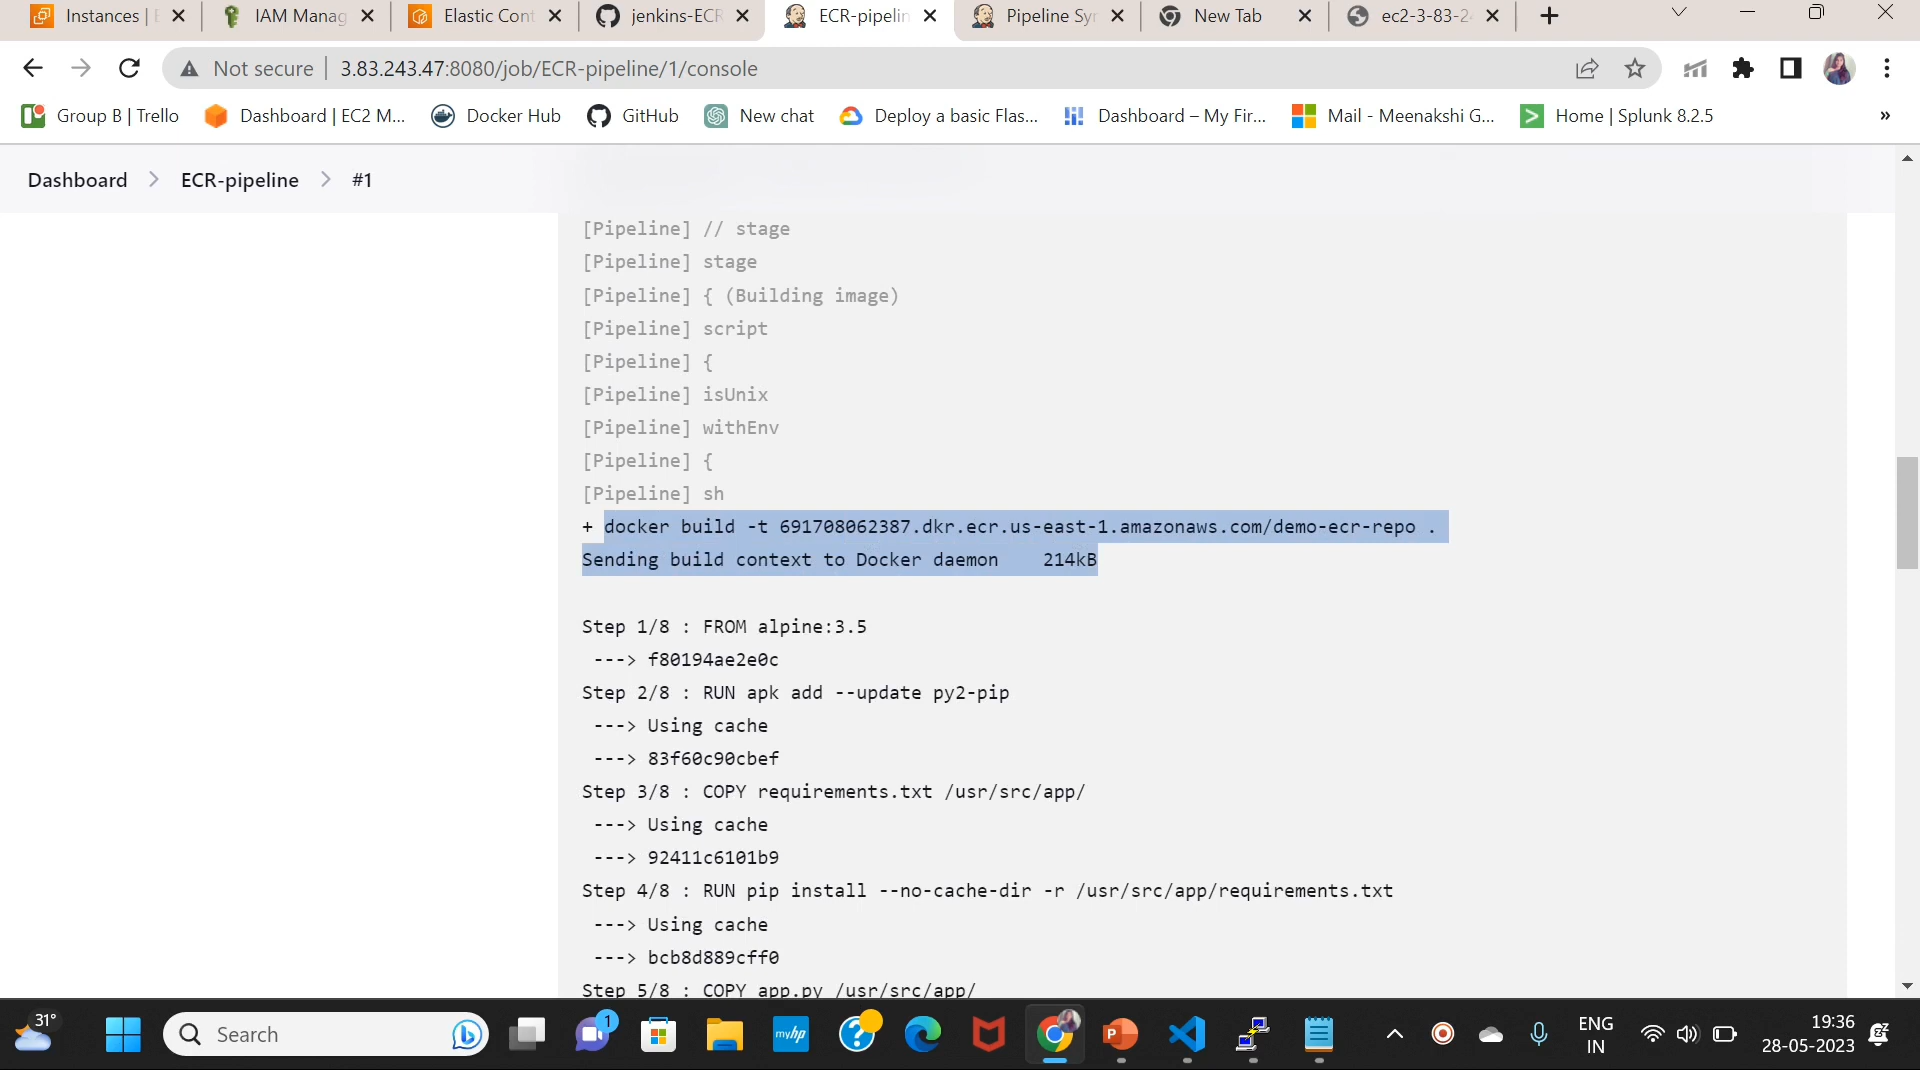 Instances |
IAM Manag
Elastic Cont
jenkins-ECR
ECR-pipelin
Pipeline Syn
New Tab
ec2-3-83-24
Not secure
3.83.243.47:8080/job/ECR-pipeline/1/console
Group B | Trello
Dashboard | EC2 M...
Docker Hub
GitHub
New chat
Deploy a basic Flas...
Dashboard – My Fir...
Mail - Meenakshi G...
Home | Splunk 8.2.5
»
Dashboard > ECR-pipeline > #1
[Pipeline] // stage
[Pipeline] stage
[Pipeline] { (Building image)
[Pipeline] script
[Pipeline] {
[Pipeline] isUnix
[Pipeline] withEnv
[Pipeline] {
[Pipeline] sh
+ docker build -t 691708062387.dkr.ecr.us-east-1.amazonaws.com/demo-ecr-repo .
Sending build context to Docker daemon    214kB
Step 1/8 : FROM alpine:3.5
 ---> f80194ae2e0c
Step 2/8 : RUN apk add --update py2-pip
 ---> Using cache
 ---> 83f60c90cbef
Step 3/8 : COPY requirements.txt /usr/src/app/
 ---> Using cache
 ---> 92411c6101b9
Step 4/8 : RUN pip install --no-cache-dir -r /usr/src/app/requirements.txt
 ---> Using cache
 ---> bcb8d889cff0
Step 5/8 : COPY app.py /usr/src/app/
31°
Search
1
myhp
ENG
IN
19:36
28-05-2023